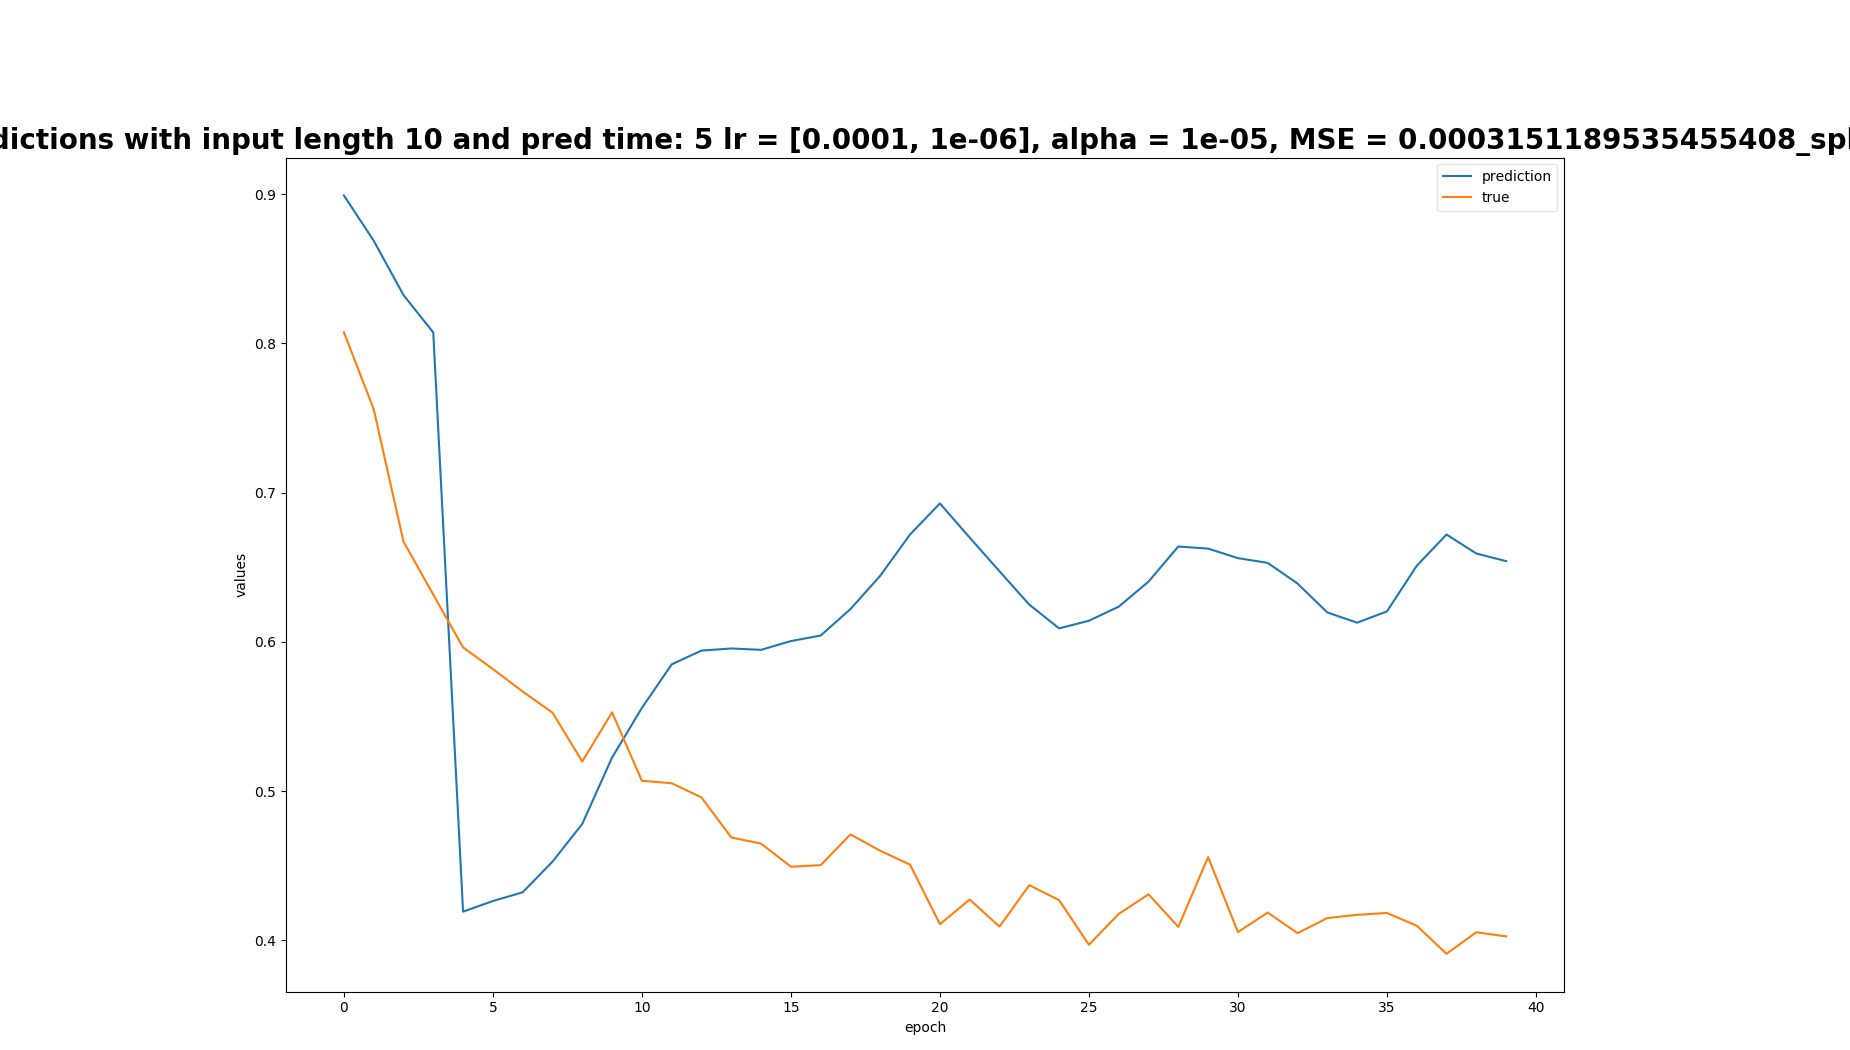 dictions with input length 10 and pred time: 5 lr = [0.0001, 1e-06], alpha = 1e-05, MSE = 0.0003151189535455408_spl
prediction
true
0.9
0.8
0.7
0.6
0.5
0.4
values
0 5 10 15 20 25 30 35 40
epoch